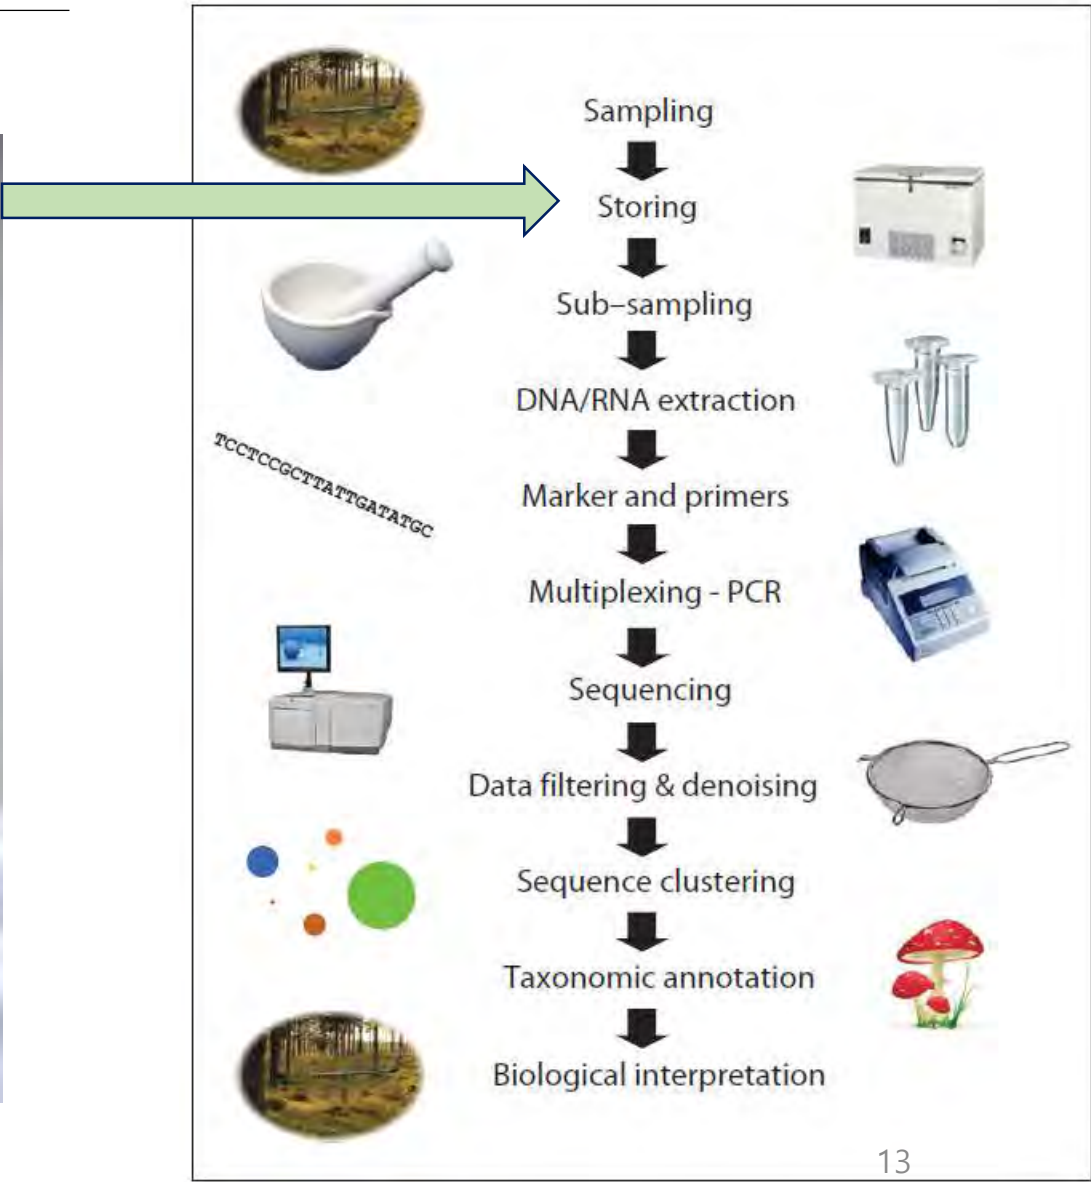 Sampling
Storing
Sub–sampling
DNA/RNA extraction
TCCTCCGCTTATTGATATGC
Marker and primers
Multiplexing - PCR
Sequencing
Data filtering & denoising
Sequence clustering
Taxonomic annotation
Biological interpretation
13